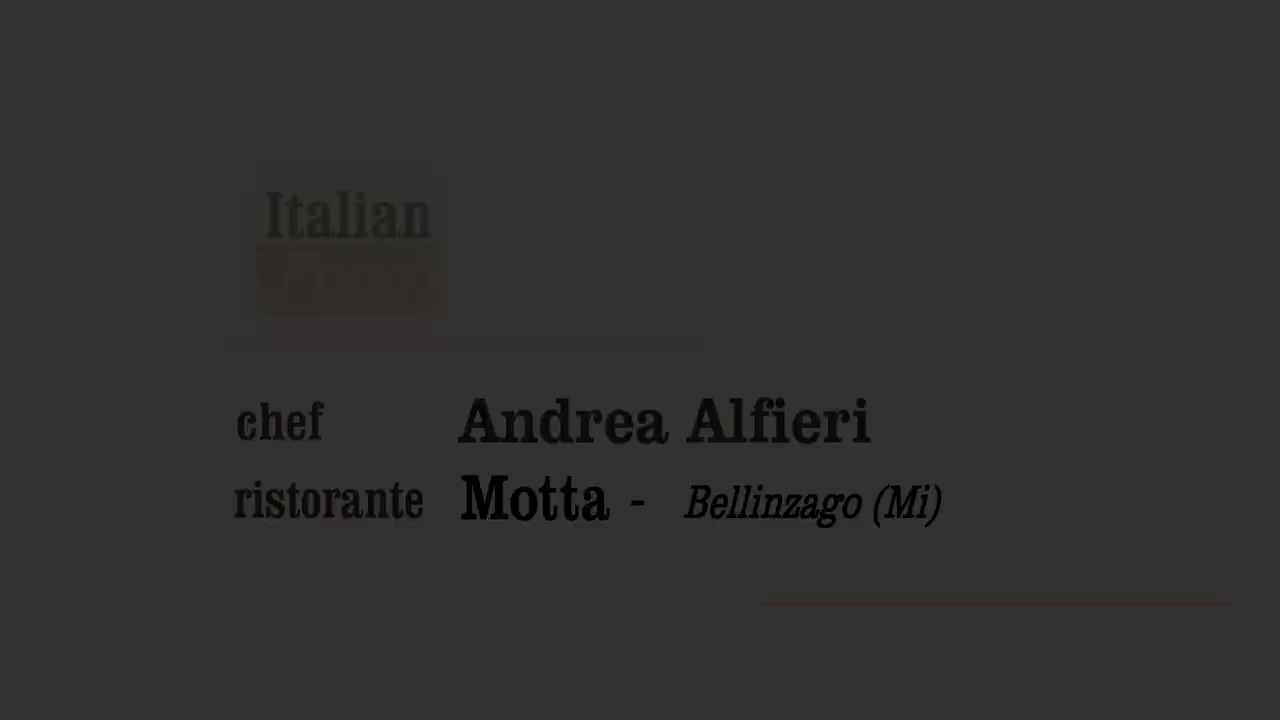 Italian
chef Andrea Alfieri
ristorante Motta - Bellinzago (Mi)